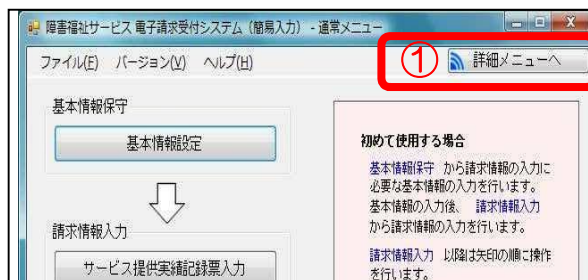 障害福祉サービス 電子請求受付システム（簡易入力） - 通常メニュー
ファイル(F) バージョン(V) ヘルプ(H)
① 詳細メニューへ
基本情報保守
基本情報設定
請求情報入力
サービス提供実績記録票入力
初めて使用する場合
基本情報保守 から請求情報の入力に
必要な基本情報の入力を行います。
基本情報の入力後、 請求情報入力
から請求情報の入力を行います。
請求情報入力 以降は矢印の順に操作
を行います。